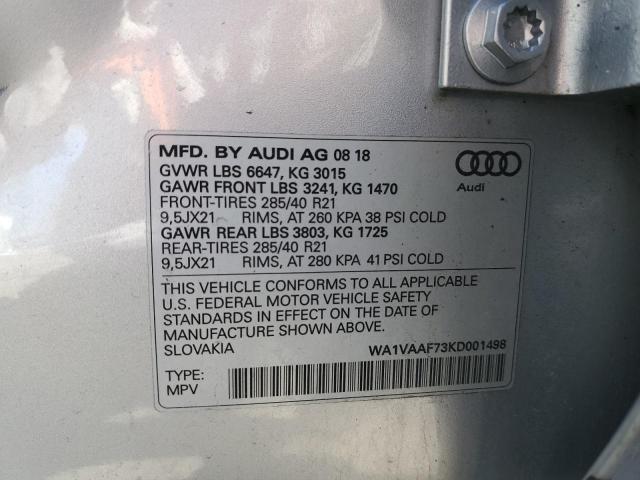 MFD. BY AUDI AG 08 18
GVWR LBS 6647, KG 3015
GAWR FRONT LBS 3241, KG 1470
FRONT-TIRES 285/40 R21
9,5JX21 RIMS, AT 260 KPA 38 PSI COLD
GAWR REAR LBS 3803, KG 1725
REAR-TIRES 285/40 R21
9,5JX21 RIMS, AT 280 KPA 41 PSI COLD
Audi
THIS VEHICLE CONFORMS TO ALL APPLICABLE
U.S. FEDERAL MOTOR VEHICLE SAFETY
STANDARDS IN EFFECT ON THE DATE OF
MANUFACTURE SHOWN ABOVE.
SLOVAKIA WA1VAAF73KD001498
TYPE:
MPV